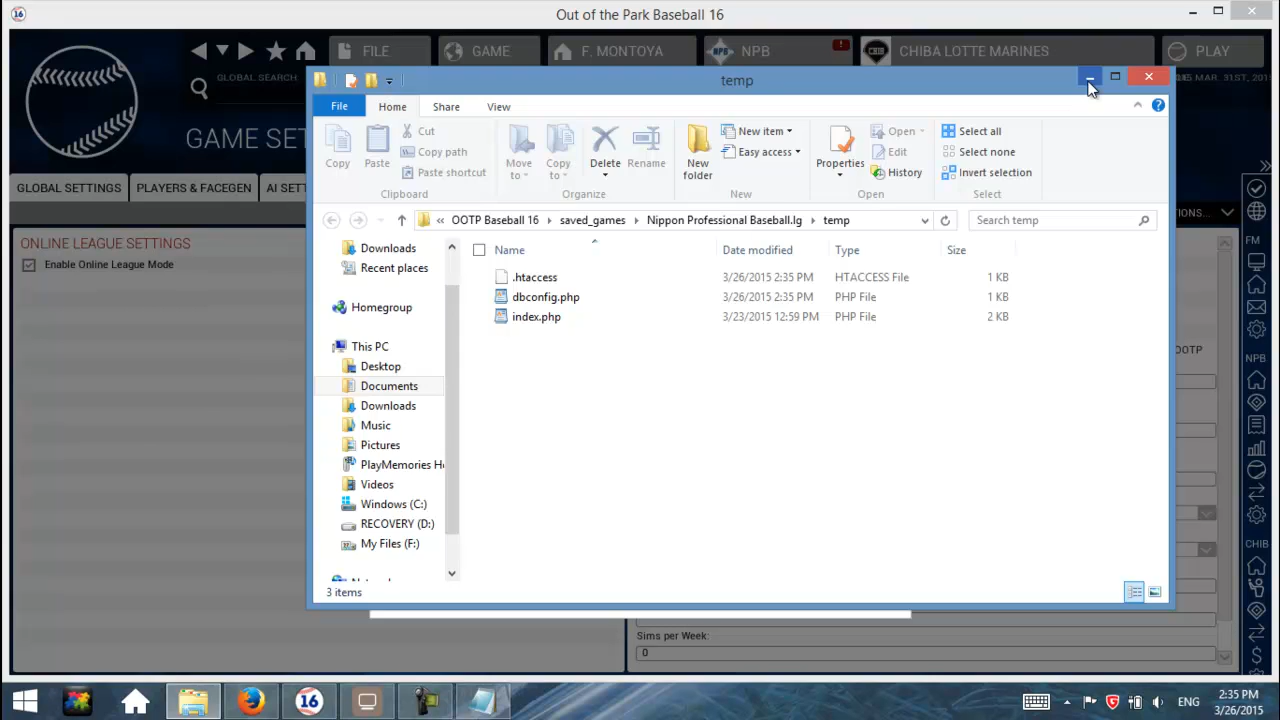 Out of the Park Baseball 16
FILE
GAME
F. MONTOYA
NPB
CHIBA LOTTE MARINES
PLAY
GLOBAL SEARCH:
MAR. 31ST, 201
GAME SET
GLOBAL SETTINGS
PLAYERS & FACEGEN
AI SETT
ONLINE LEAGUE SETTINGS
Enable Online League Mode
temp
File
Home
Share
View
Copy
Paste
Cut
Copy path
Paste shortcut
Clipboard
Move
to
Copy
to
Delete
Rename
Organize
New
folder
New item
Easy access
New
Properties
Open
Edit
History
Open
Select all
Select none
Invert selection
Select
« OOTP Baseball 16
saved_games
Nippon Professional Baseball.lg
temp
Search temp
Downloads
Recent places
Homegroup
This PC
Desktop
Documents
Downloads
Music
Pictures
PlayMemories H
Videos
Windows (C:)
RECOVERY (D:)
My Files (F:)
Name
Date modified
Type
Size
.htaccess 3/26/2015 2:35 PM HTACCESS File 1 KB
dbconfig.php 3/26/2015 2:35 PM PHP File 1 KB
index.php 3/23/2015 12:59 PM PHP File 2 KB
3 items
IONS...
FM
OOTP
NPB
CHIB
Sims per Week:
0
16
ENG
2:35 PM
3/26/2015